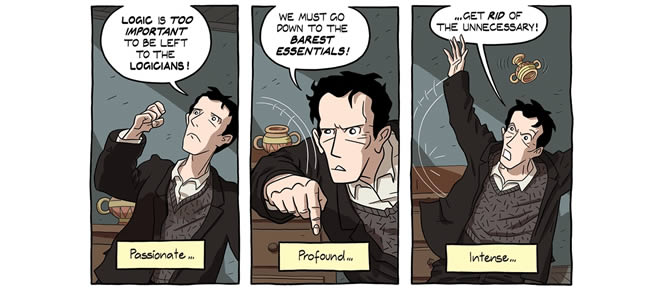 LOGIC IS TOO
IMPORTANT
TO BE LEFT
TO THE
LOGICIANS!
Passionate...
WE MUST GO
DOWN TO THE
BAREST
ESSENTIALS!
Profound...
...GET RID OF
THE UNNECESSARY!
Intense...